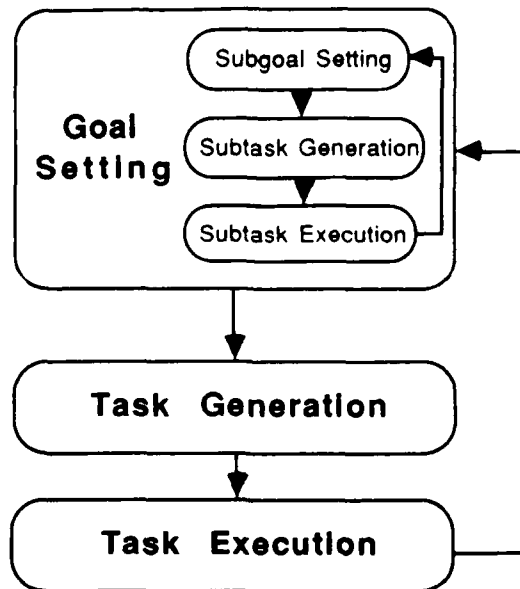 Subgoal Setting
Goal
Setting
Subtask Generation
Subtask Execution
Task Generation
Task Execution